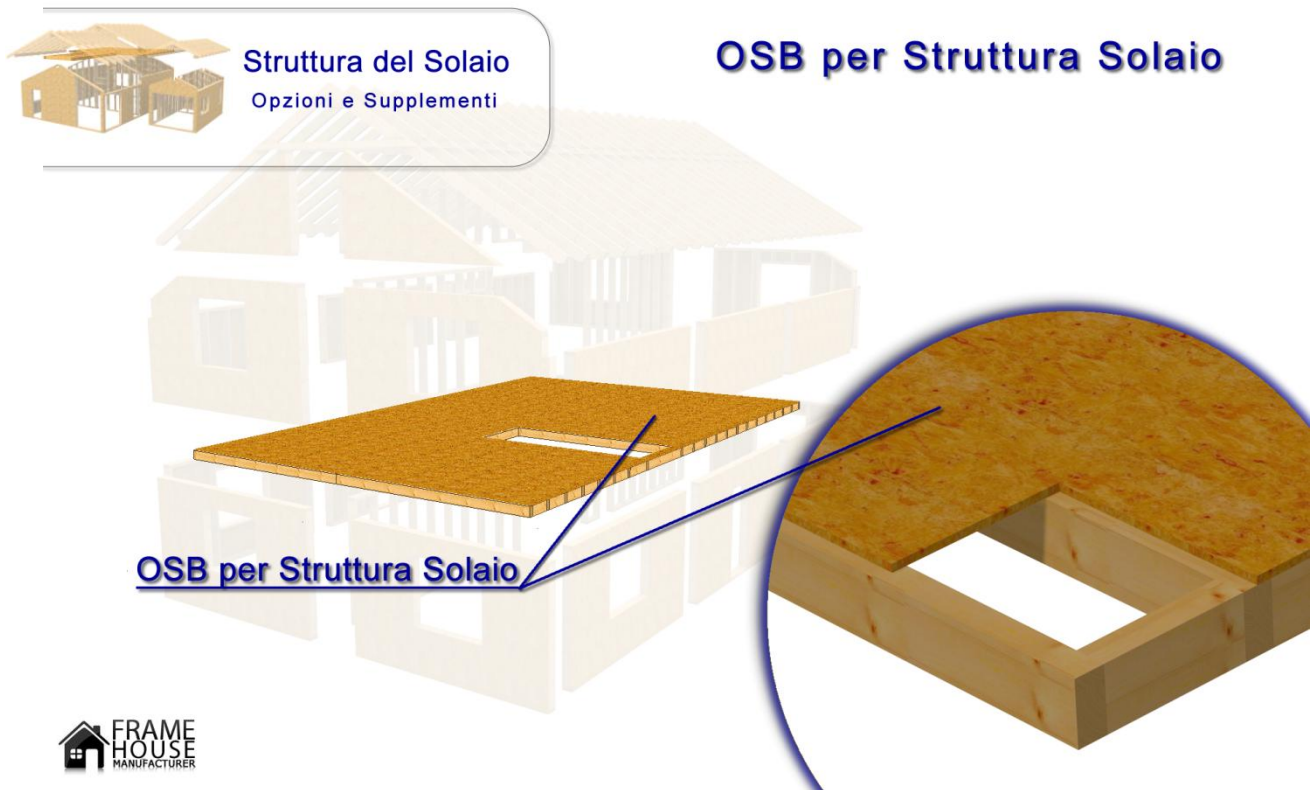 Struttura del Solaio
Opzioni e Supplementi
OSB per Struttura Solaio
OSB per Struttura Solaio
FRAME
HOUSE
MANUFACTURER